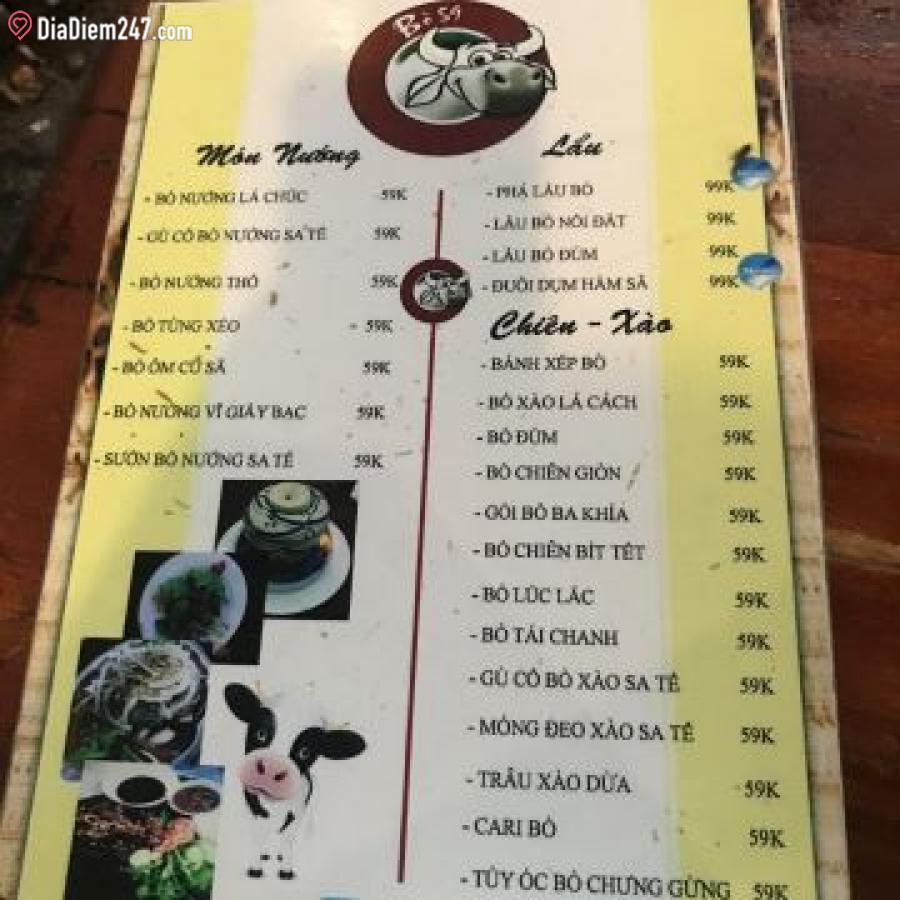 DiaDiem247.com
Bò 59
Món Nướng
- BÒ NƯỚNG LÁ CHÚC 59K
- GÙ CỔ BÒ NƯỚNG SA TẾ 59K
- BÒ NƯỚNG THỐ 59K
- BÒ TÙNG XẺO 59K
- BÒ ÔM CỦ SẢ 59K
- BÒ NƯỚNG VĨ GIẤY BẠC 59K
- SƯỜN BÒ NƯỚNG SA TẾ 59K
Lẩu
- PHÁ LẤU BÒ 99K
- LẨU BÒ NỒI ĐẤT 99K
- LẨU BÒ ĐÙM 99K
- ĐUÔI DỤM HẦM SẢ 99K
Chiên - Xào
- BÁNH XẾP BÒ 59K
- BÒ XÀO LÁ CÁCH 59K
- BÒ ĐÙM 59K
- BÒ CHIÊN GIÒN 59K
- GỎI BÒ BA KHÍA 59K
- BÒ CHIÊN BÍT TẾT 59K
- BÒ LÚC LẮC 59K
- BÒ TÁI CHANH 59K
- GÙ CỔ BÒ XÀO SA TẾ 59K
- MÓNG ĐEO XÀO SA TẾ 59K
- TRÂU XÀO DỪA 59K
- CARI BÒ 59K
- TỦY ÓC BÒ CHƯNG GỪNG 59K